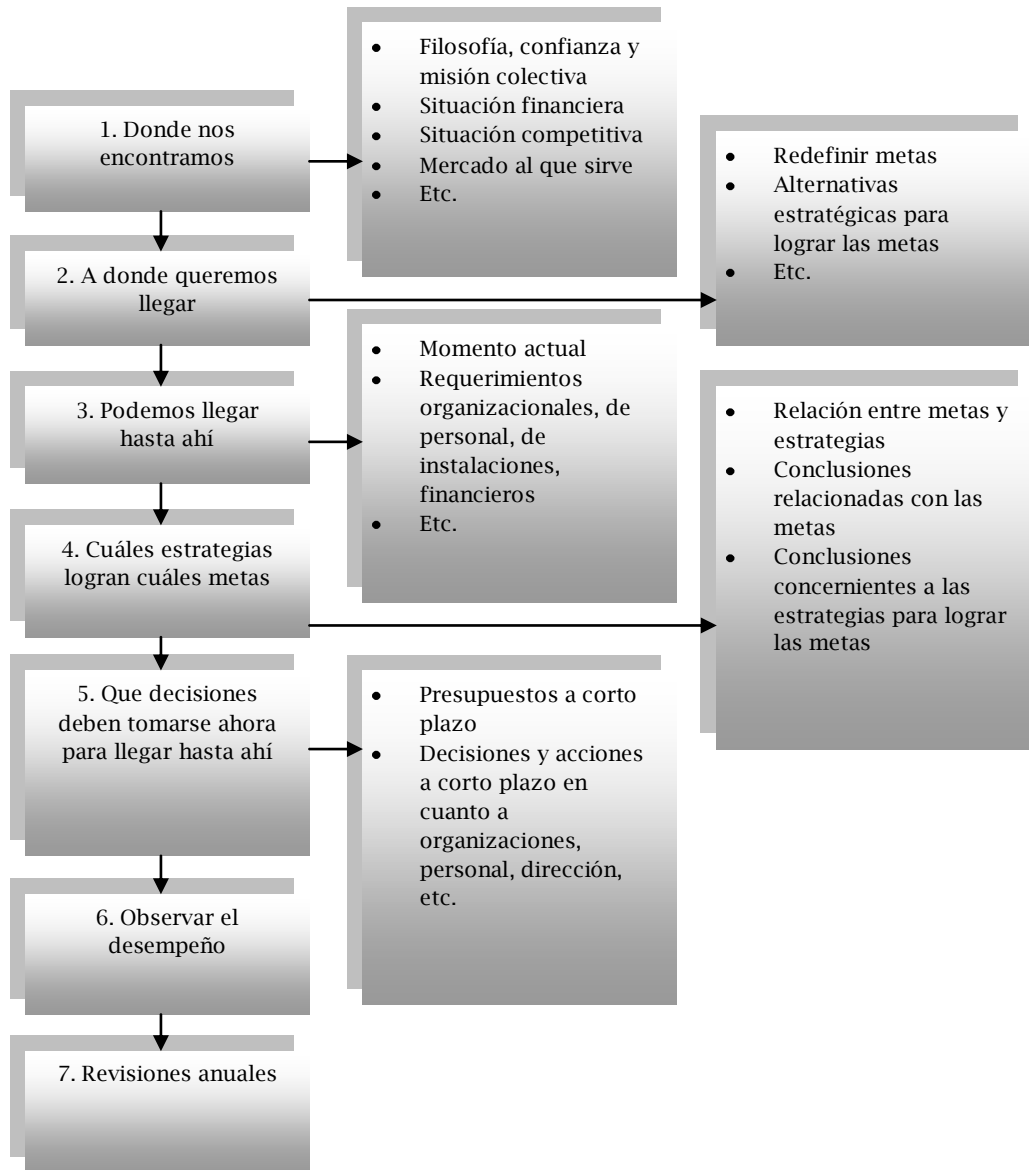 1. Donde nos
encontramos
• Filosofía, confianza y
misión colectiva
• Situación financiera
• Situación competitiva
• Mercado al que sirve
• Etc.
2. A donde queremos
llegar
• Redefinir metas
• Alternativas
estratégicas para
lograr las metas
• Etc.
3. Podemos llegar
hasta ahí
• Momento actual
• Requerimientos
organizacionales, de
personal, de
instalaciones,
financieros
• Etc.
4. Cuáles estrategias
logran cuáles metas
• Relación entre metas y
estrategias
• Conclusiones
relacionadas con las
metas
• Conclusiones
concernientes a las
estrategias para lograr
las metas
5. Que decisiones
deben tomarse ahora
para llegar hasta ahí
• Presupuestos a corto
plazo
• Decisiones y acciones
a corto plazo en
cuanto a
organizaciones,
personal, dirección,
etc.
6. Observar el
desempeño
7. Revisiones anuales